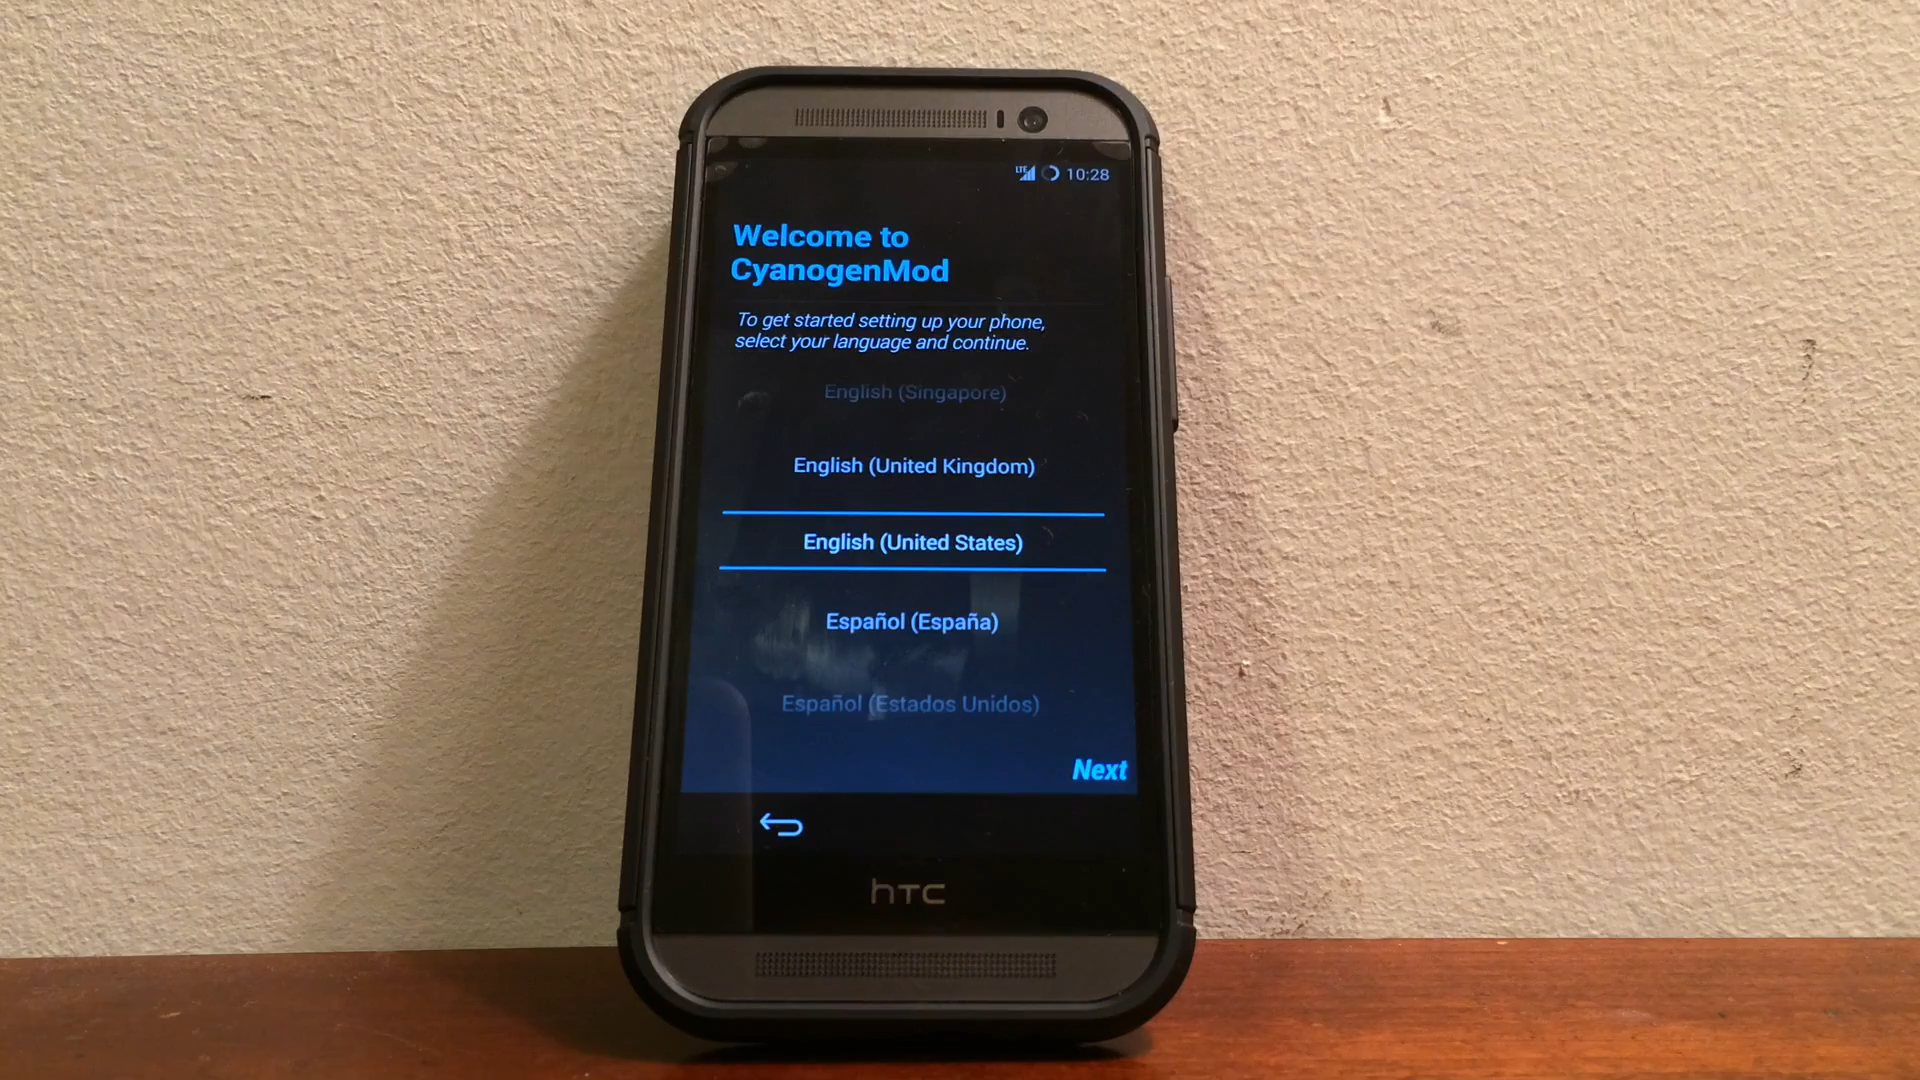 LTE 10:28
Welcome to
CyanogenMod
To get started setting up your phone,
select your language and continue.
English (Singapore)
English (United Kingdom)
English (United States)
Español (España)
Español (Estados Unidos)
Next
hTC